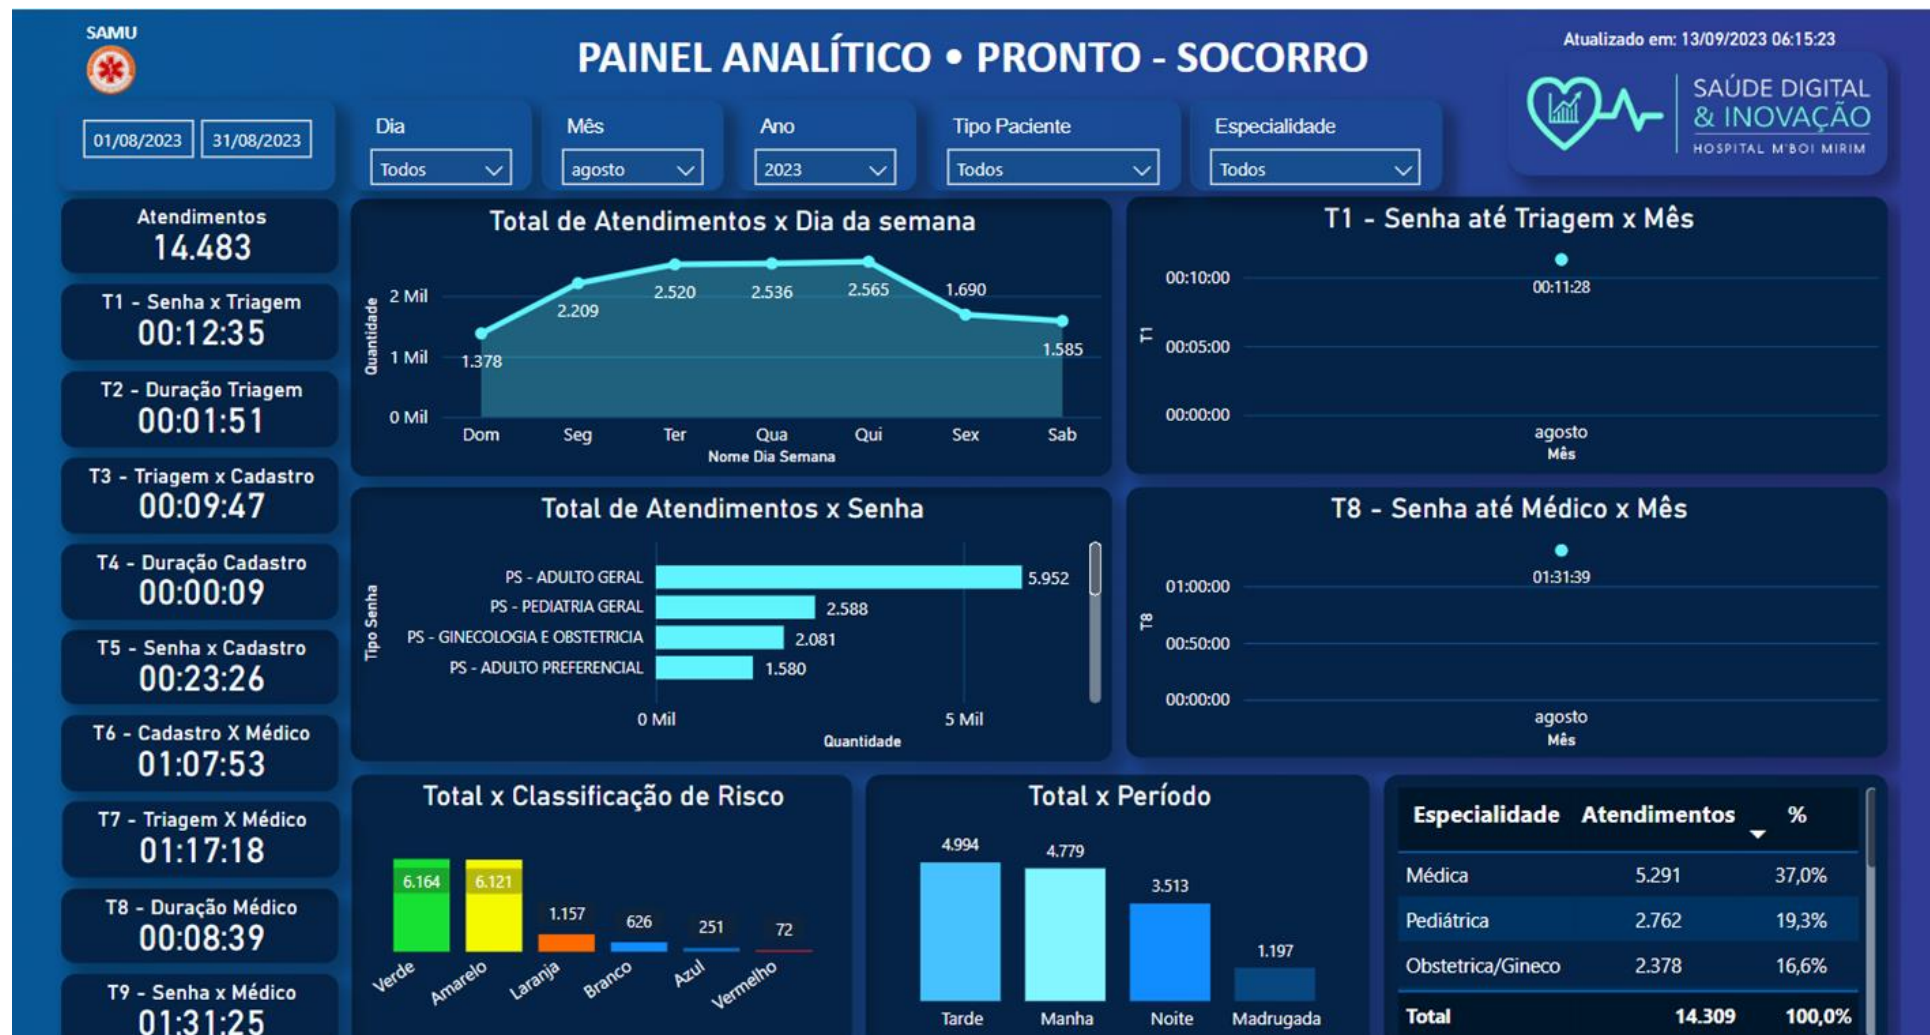 SAMU
PAINEL ANALÍTICO • PRONTO - SOCORRO
Atualizado em: 13/09/2023 06:15:23
SAÚDE DIGITAL
& INOVAÇÃO
HOSPITAL M'BOI MIRIM
01/08/2023 31/08/2023
Dia
Todos
Mês
agosto
Ano
2023
Tipo Paciente
Todos
Especialidade
Todos
Atendimentos
14.483
T1 - Senha x Triagem
00:12:35
T2 - Duração Triagem
00:01:51
T3 - Triagem x Cadastro
00:09:47
T4 - Duração Cadastro
00:00:09
T5 - Senha x Cadastro
00:23:26
T6 - Cadastro X Médico
01:07:53
T7 - Triagem X Médico
01:17:18
T8 - Duração Médico
00:08:39
T9 - Senha x Médico
01:31:25
Total de Atendimentos x Dia da semana
Quantidade
2 Mil
1 Mil
0 Mil
1.378
2.209
2.520
2.536
2.565
1.690
1.585
Dom Seg Ter Qua Qui Sex Sab
Nome Dia Semana
T1 - Senha até Triagem x Mês
T1
00:10:00
00:05:00
00:00:00
00:11:28
agosto
Mês
Total de Atendimentos x Senha
Tipo Senha
PS - ADULTO GERAL 5.952
PS - PEDIATRIA GERAL 2.588
PS - GINECOLOGIA E OBSTETRICIA 2.081
PS - ADULTO PREFERENCIAL 1.580
0 Mil 5 Mil
Quantidade
T8 - Senha até Médico x Mês
T8
01:00:00
00:50:00
00:00:00
01:31:39
agosto
Mês
Total x Classificação de Risco
6.164 6.121 1.157 626 251 72
Verde Amarelo Laranja Branco Azul Vermelho
Total x Período
4.994 4.779 3.513 1.197
Tarde Manha Noite Madrugada
Especialidade Atendimentos %
Médica 5.291 37,0%
Pediátrica 2.762 19,3%
Obstetrica/Gineco 2.378 16,6%
Total 14.309 100,0%